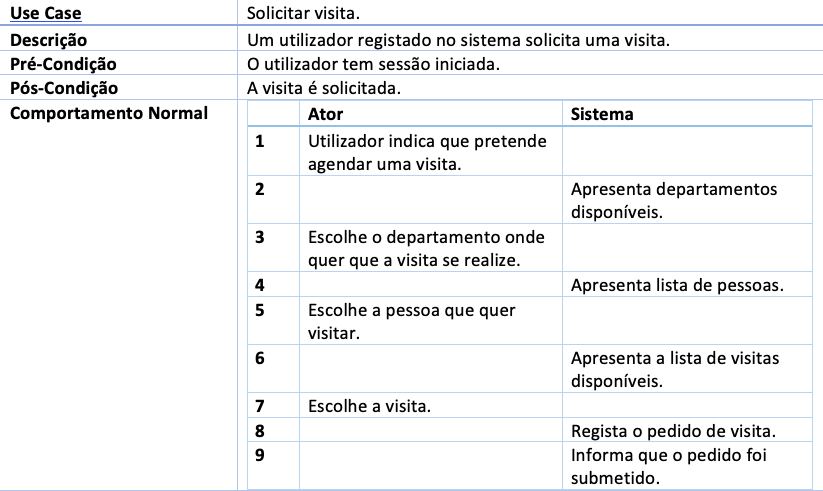 Use Case Solicitar visita.
Descrição Um utilizador registado no sistema solicita uma visita.
Pré-Condição O utilizador tem sessão iniciada.
Pós-Condição A visita é solicitada.
Comportamento Normal Ator Sistema
1 Utilizador indica que pretende
agendar uma visita.
2 Apresenta departamentos
disponíveis.
3 Escolhe o departamento onde
quer que a visita se realize.
4 Apresenta lista de pessoas.
5 Escolhe a pessoa que quer
visitar.
6 Apresenta a lista de visitas
disponíveis.
7 Escolhe a visita.
8 Regista o pedido de visita.
9 Informa que o pedido foi
submetido.